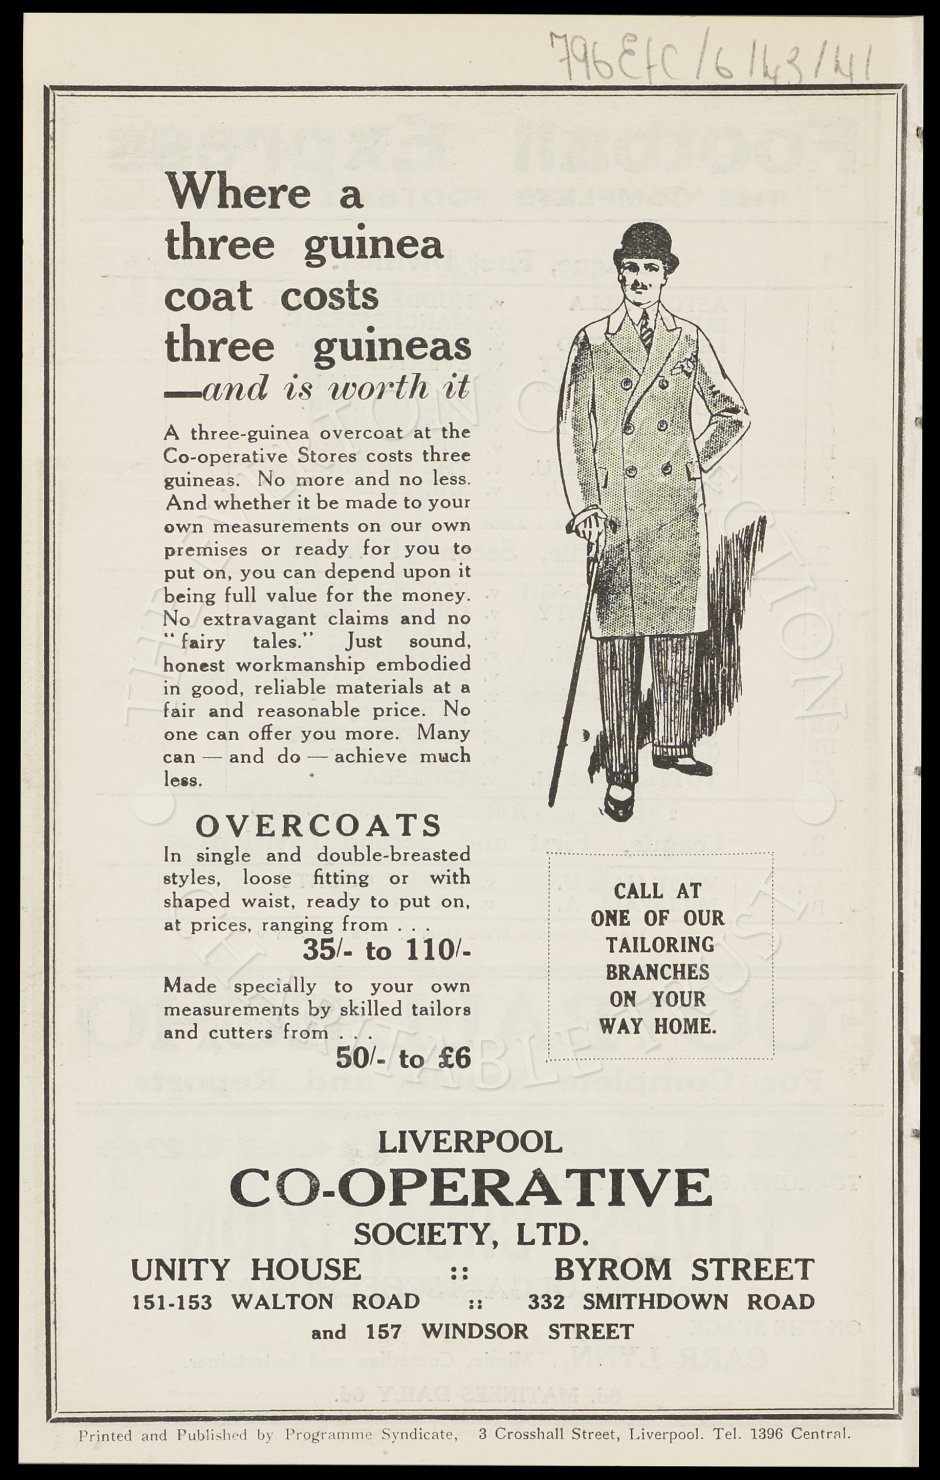 796EFC/6/43/41
Where a
three guinea
coat costs
three guineas
—and is worth it
A three-guinea overcoat at the
Co-operative Stores costs three
guineas. No more and no less.
And whether it be made to your
own measurements on our own
premises or ready for you to
put on, you can depend upon it
being full value for the money.
No extravagant claims and no
"fairy tales." Just sound,
honest workmanship embodied
in good, reliable materials at a
fair and reasonable price. No
one can offer you more. Many
can — and do — achieve much
less.
OVERCOATS
In single and double-breasted
styles, loose fitting or with
shaped waist, ready to put on,
at prices, ranging from . . .
35/- to 110/-
Made specially to your own
measurements by skilled tailors
and cutters from . . .
50/- to £6
CALL AT
ONE OF OUR
TAILORING
BRANCHES
ON YOUR
WAY HOME.
LIVERPOOL
CO-OPERATIVE
SOCIETY, LTD.
UNITY HOUSE :: BYROM STREET
151-153 WALTON ROAD :: 332 SMITHDOWN ROAD
and 157 WINDSOR STREET
Printed and Published by Programme Syndicate, 3 Crosshall Street, Liverpool. Tel. 1396 Central.
THE EVERTON COLLECTION
CHARITABLE TRUST